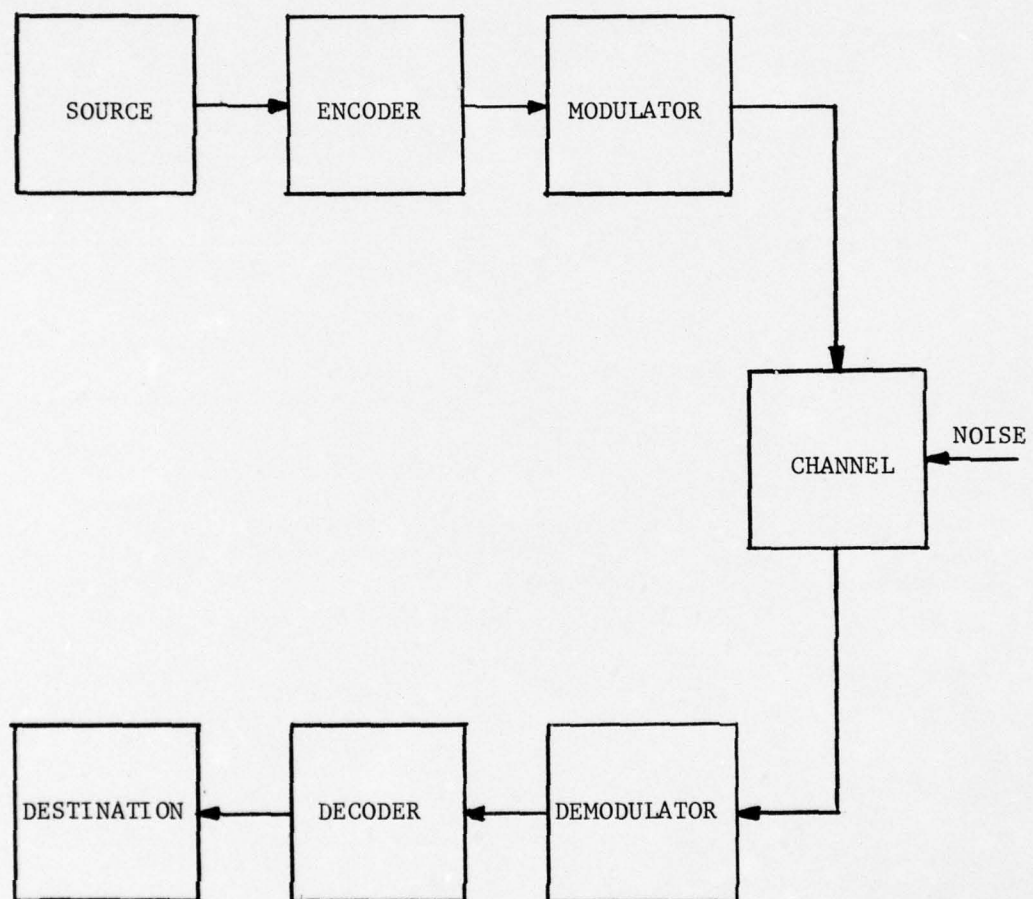 SOURCE
ENCODER
MODULATOR
NOISE
CHANNEL
DEMODULATOR
DECODER
DESTINATION